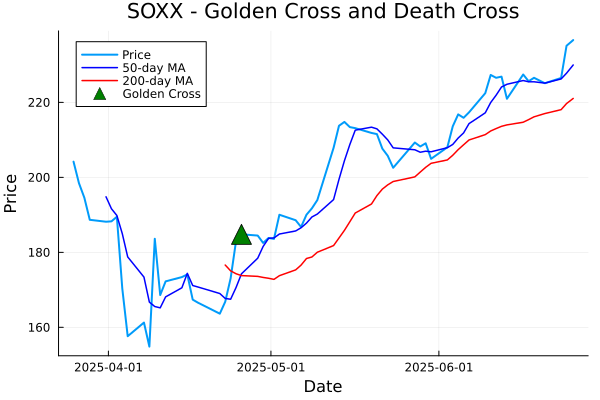 SOXX - Golden Cross and Death Cross
Price
50-day MA
200-day MA
Golden Cross
Price
220
200
180
160
2025-04-01
2025-05-01
2025-06-01
Date